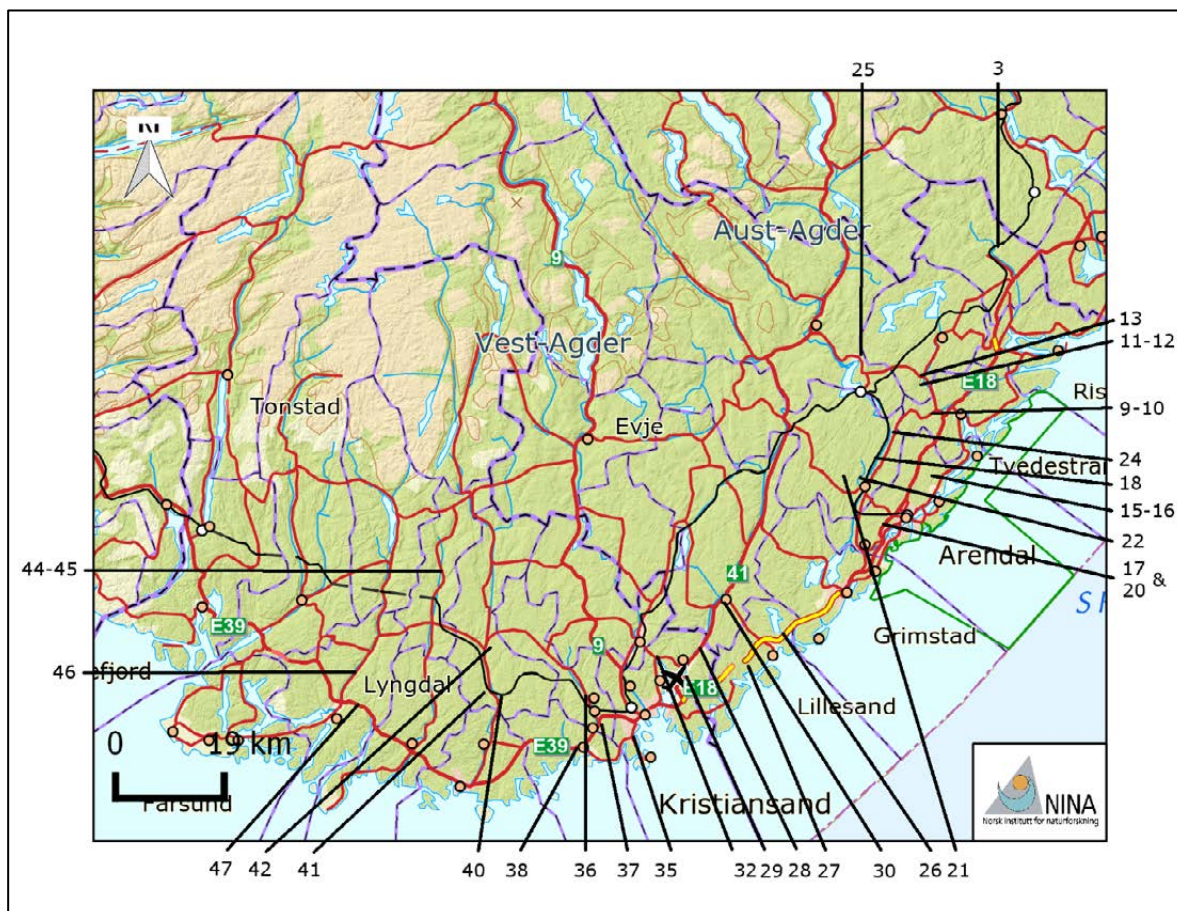 25 3
Aust-Agder
9
13
11-12
Vest-Agder
E18
Ris
9-10
Tonstad
Evje
24
Tvedestran
18
15-16
22
Arendal
17
20 &
44-45
41
S
E39
Grimstad
9
46
efjord
Lyngdal
E18
Lillesand
0 19 km
E39
NINA
Norsk institutt for naturforskning
Farsund
Kristiansand
47 42 41 40 38 36 37 35 32 29 28 27 30 26 21